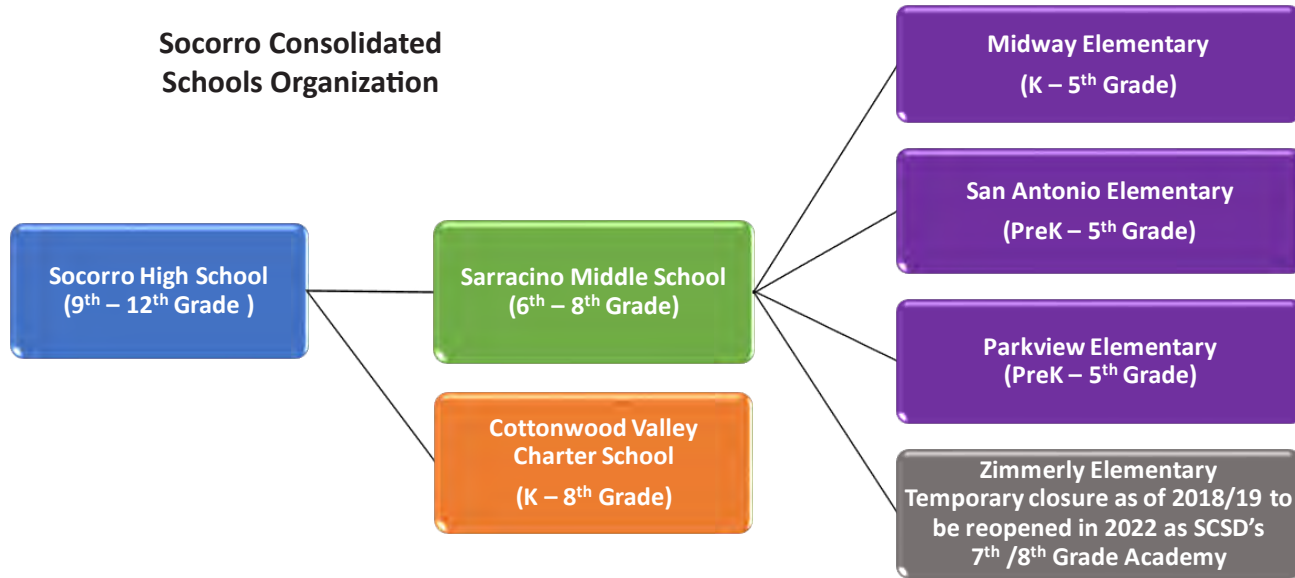 Socorro Consolidated
Schools Organization
Midway Elementary
(K – 5th Grade)
San Antonio Elementary
(PreK – 5th Grade)
Socorro High School
(9th – 12th Grade )
Sarracino Middle School
(6th – 8th Grade)
Parkview Elementary
(PreK – 5th Grade)
Cottonwood Valley
Charter School
(K – 8th Grade)
Zimmerly Elementary
Temporary closure as of 2018/19 to
be reopened in 2022 as SCSD’s
7th /8th Grade Academy